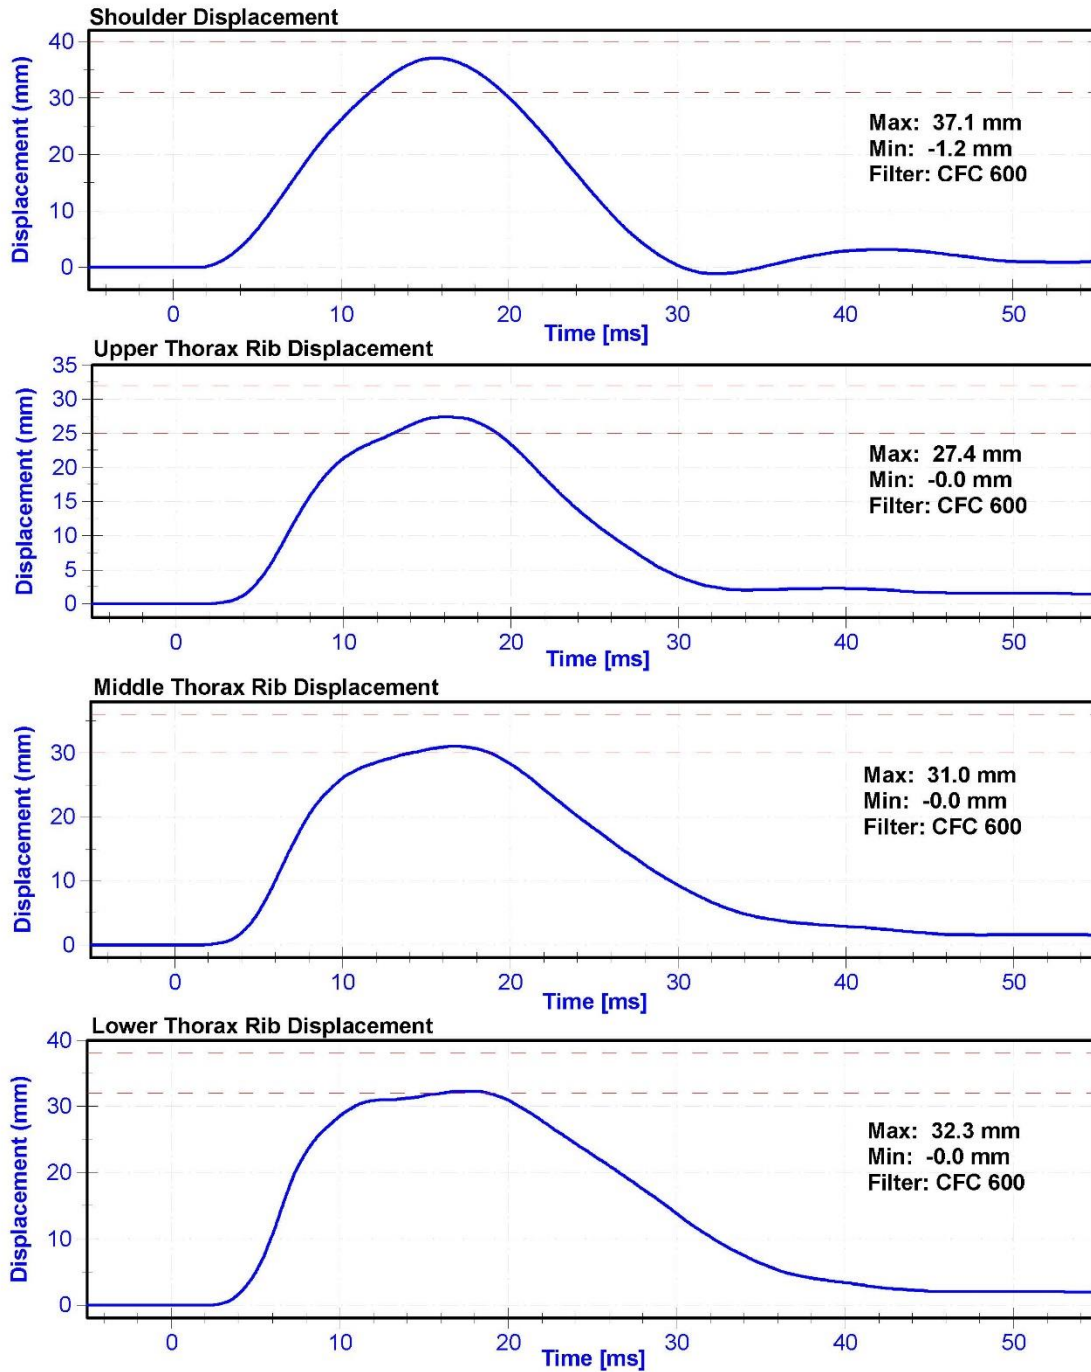 Shoulder Displacement
Displacement (mm)
40
30
20
10
0
Max: 37.1 mm
Min: -1.2 mm
Filter: CFC 600
0 10 20 30 40 50
Time [ms]
Upper Thorax Rib Displacement
Displacement (mm)
35
30
25
20
15
10
5
0
Max: 27.4 mm
Min: -0.0 mm
Filter: CFC 600
0 10 20 30 40 50
Time [ms]
Middle Thorax Rib Displacement
Displacement (mm)
30
20
10
0
Max: 31.0 mm
Min: -0.0 mm
Filter: CFC 600
0 10 20 30 40 50
Time [ms]
Lower Thorax Rib Displacement
Displacement (mm)
40
30
20
10
0
Max: 32.3 mm
Min: -0.0 mm
Filter: CFC 600
0 10 20 30 40 50
Time [ms]